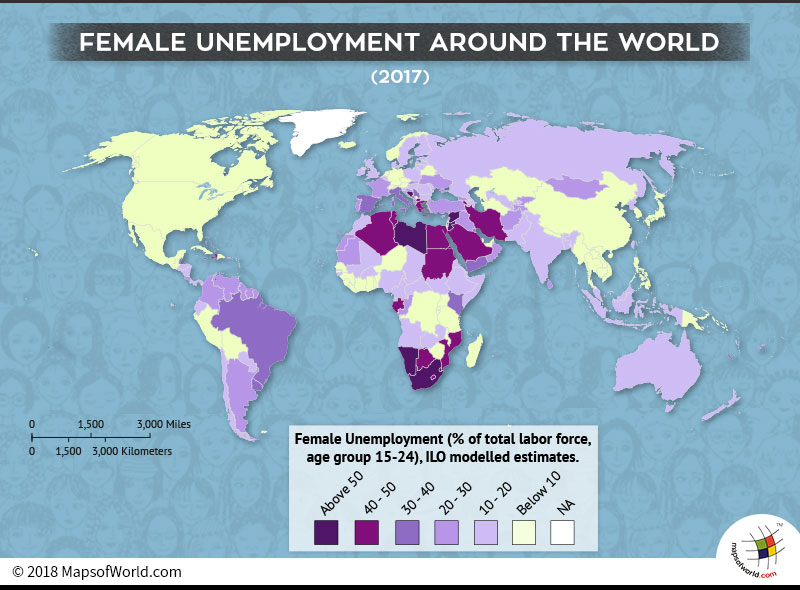 FEMALE UNEMPLOYMENT AROUND THE WORLD
(2017)
0 1,500 3,000 Miles
0 1,500 3,000 Kilometers
Female Unemployment (% of total labor force,
age group 15-24), ILO modelled estimates.
Above 50 40 - 50 30 - 40 20 - 30 10 - 20 Below 10 NA
© 2018 MapsofWorld.com
mapsofworld.com
TM